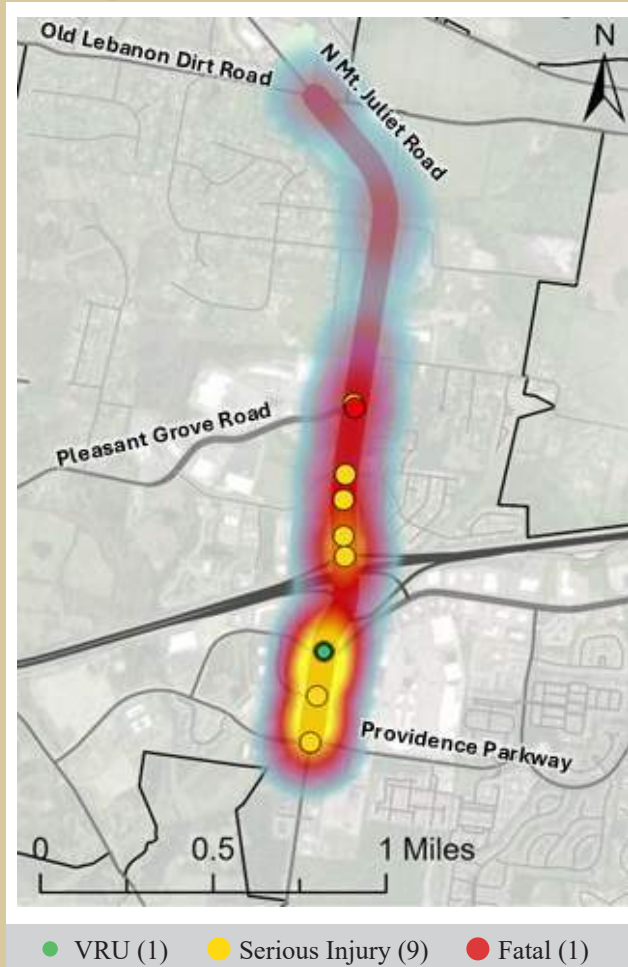 Old Lebanon Dirt Road
N Mt. Juliet Road
N
Pleasant Grove Road
Providence Parkway
0 0.5 1 Miles
VRU (1) Serious Injury (9) Fatal (1)